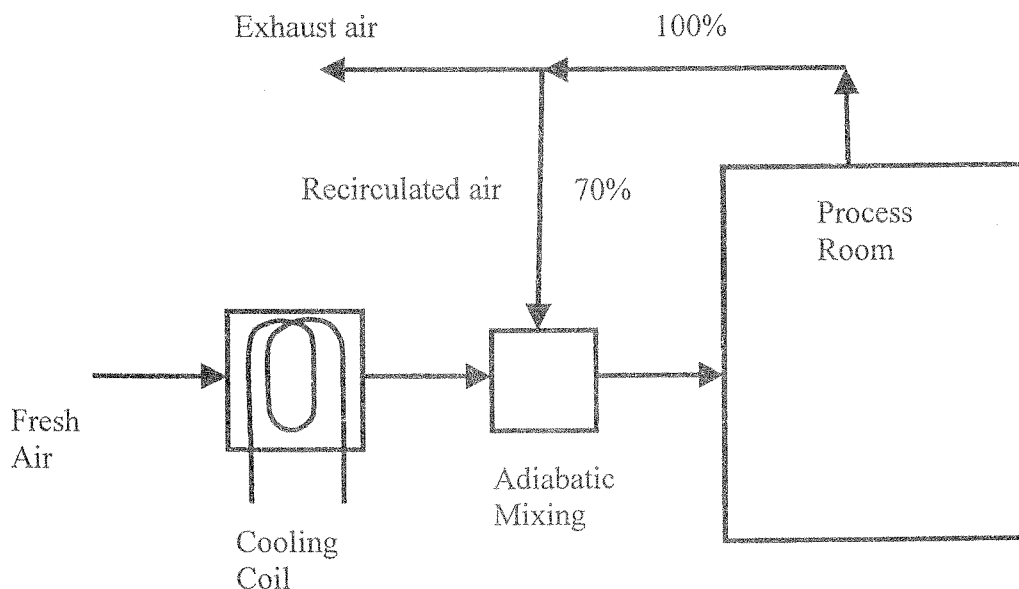 Exhaust air
100%
Recirculated air
70%
Process
Room
Fresh
Air
Adiabatic
Mixing
Cooling
Coil